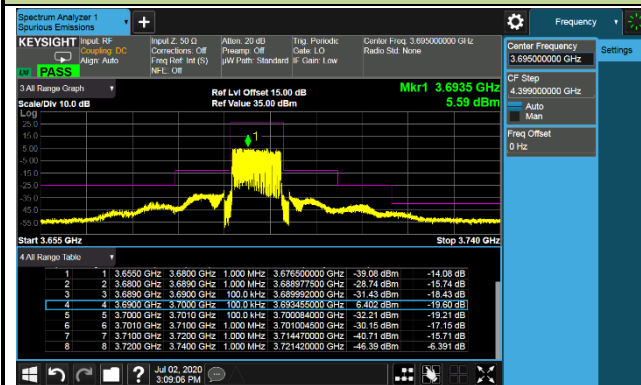 Spectrum Analyzer 1
Spurious Emissions
+
Frequency
KEYSIGHT Input: RF Input Z: 50 Ω Atten: 20 dB Trig: Periodic Center Freq: 3.695000000 GHz
Coupling: DC Corrections: Off Preamp: Off Gate: LO Radio Std: None
Align: Auto Freq Ref: Int (S) µW Path: Standard IF Gain: Low
NFE: Off
LXI PASS
Center Frequency
3.695000000 GHz
Settings
CF Step
4.399000000 GHz
Auto
Man
Freq Offset
0 Hz
3 All Range Graph
Ref Lvl Offset 15.00 dB
Mkr1 3.6935 GHz
Scale/Div 10.0 dB Ref Value 35.00 dBm 5.59 dBm
Log
25.0
15.0
5.00
-5.00
-15.0
-25.0
-35.0
-45.0
-55.0
1
Start 3.655 GHz Stop 3.740 GHz
4 All Range Table
1 1 3.6550 GHz 3.6800 GHz 1.000 MHz 3.676500000 GHz -39.08 dBm -14.08 dB
2 2 3.6800 GHz 3.6890 GHz 1.000 MHz 3.688977500 GHz -28.74 dBm -15.74 dB
3 3 3.6890 GHz 3.6900 GHz 100.0 kHz 3.689992000 GHz -31.43 dBm -18.43 dB
4 4 3.6900 GHz 3.7000 GHz 100.0 kHz 3.693455000 GHz 6.402 dBm -19.60 dB
5 5 3.7000 GHz 3.7010 GHz 100.0 kHz 3.700084000 GHz -32.21 dBm -19.21 dB
6 6 3.7010 GHz 3.7100 GHz 1.000 MHz 3.701004500 GHz -30.15 dBm -17.15 dB
7 7 3.7100 GHz 3.7200 GHz 1.000 MHz 3.714470000 GHz -40.71 dBm -15.71 dB
8 8 3.7200 GHz 3.7400 GHz 1.000 MHz 3.721420000 GHz -46.39 dBm -6.391 dB
?
Jul 02, 2020
3:09:06 PM